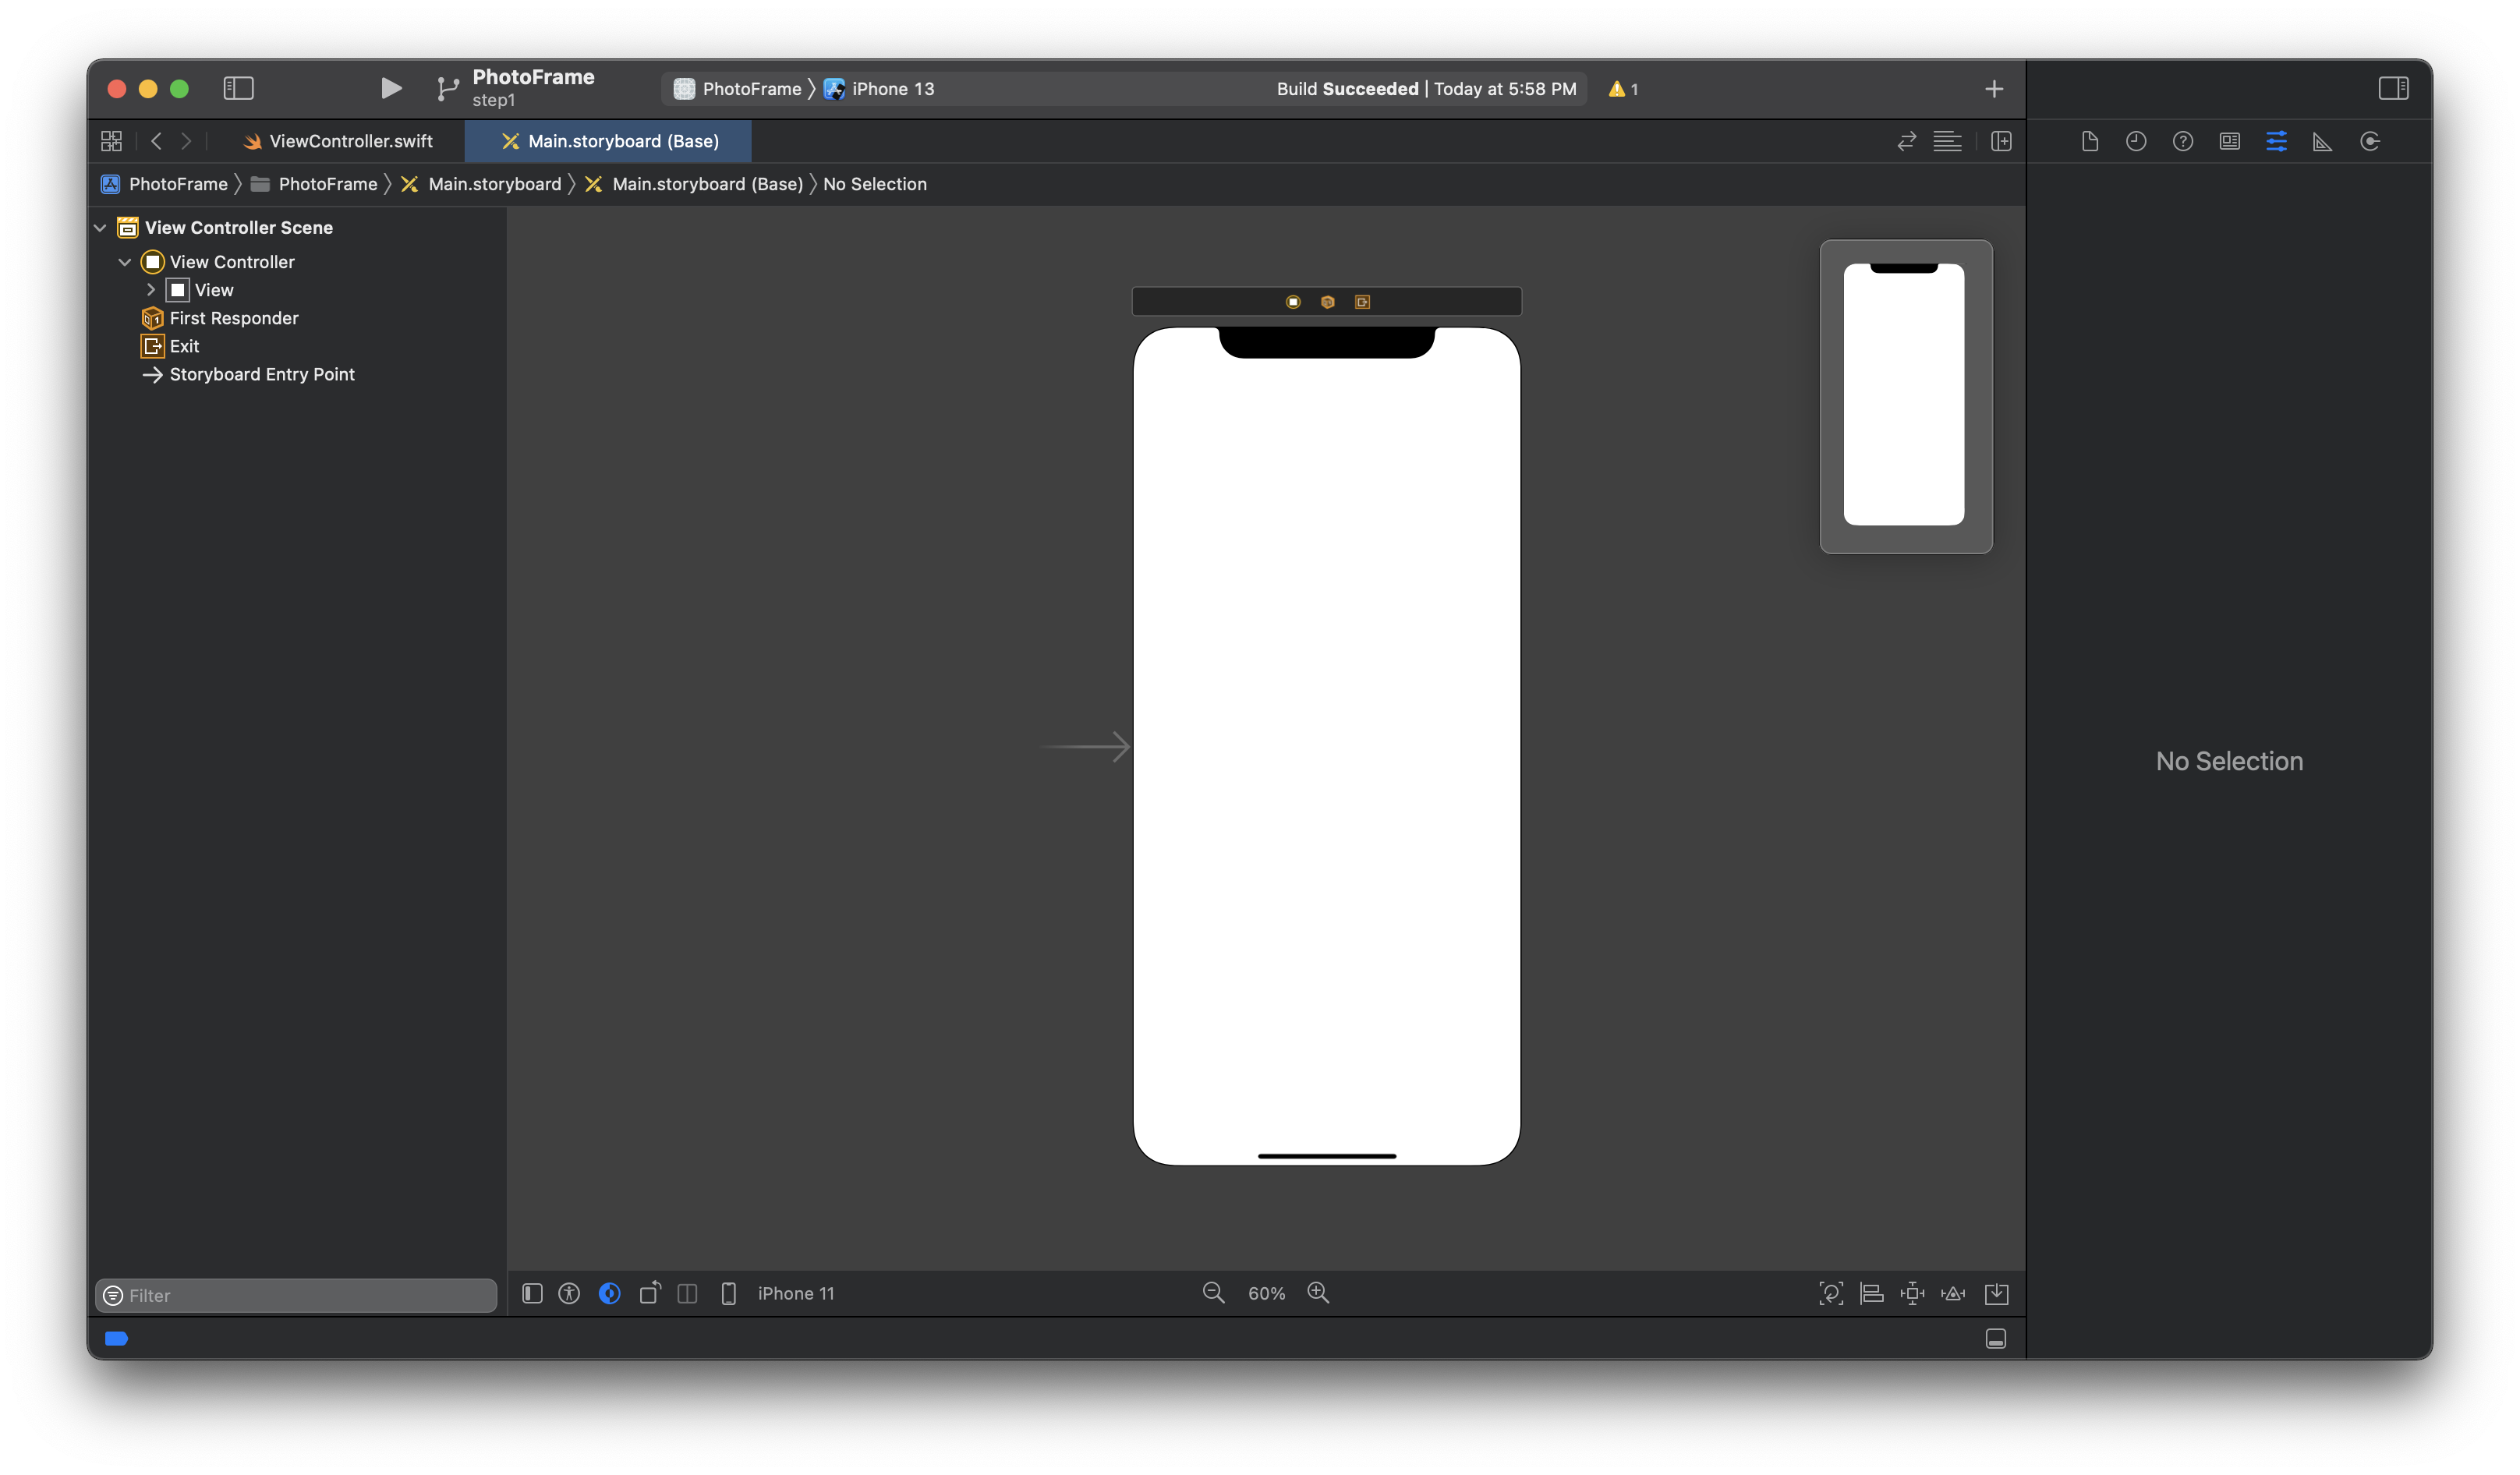 PhotoFrame
step1
PhotoFrame iPhone 13
Build Succeeded | Today at 5:58 PM
1
ViewController.swift
Main.storyboard (Base)
PhotoFrame PhotoFrame Main.storyboard Main.storyboard (Base) No Selection
View Controller Scene
View Controller
View
First Responder
Exit
Storyboard Entry Point
No Selection
Filter
iPhone 11
60%